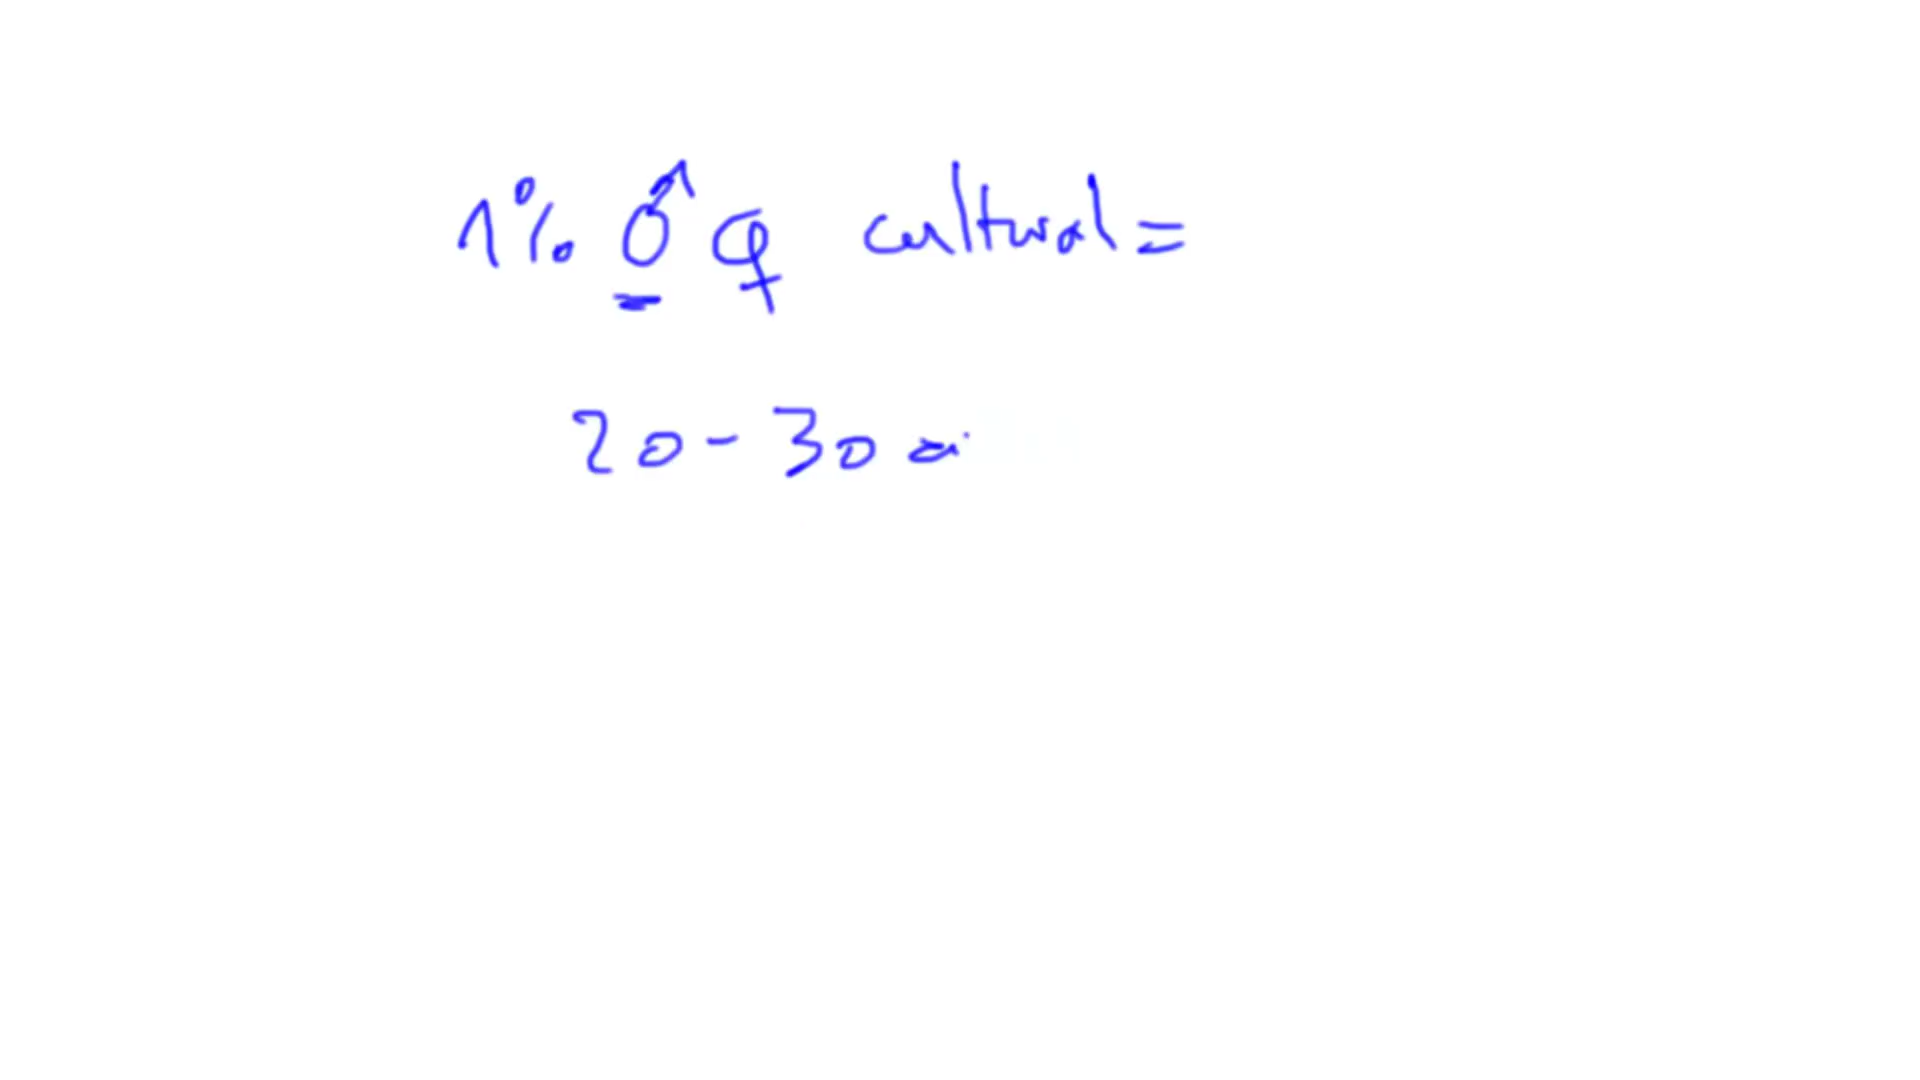 1% ♂ ♀ cultural =
20-30 a